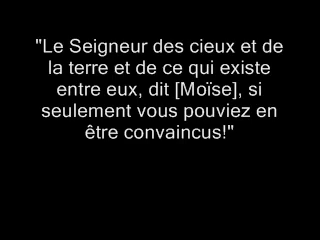 "Le Seigneur des cieux et de
la terre et de ce qui existe
entre eux, dit [Moïse], si
seulement vous pouviez en
être convaincus!"